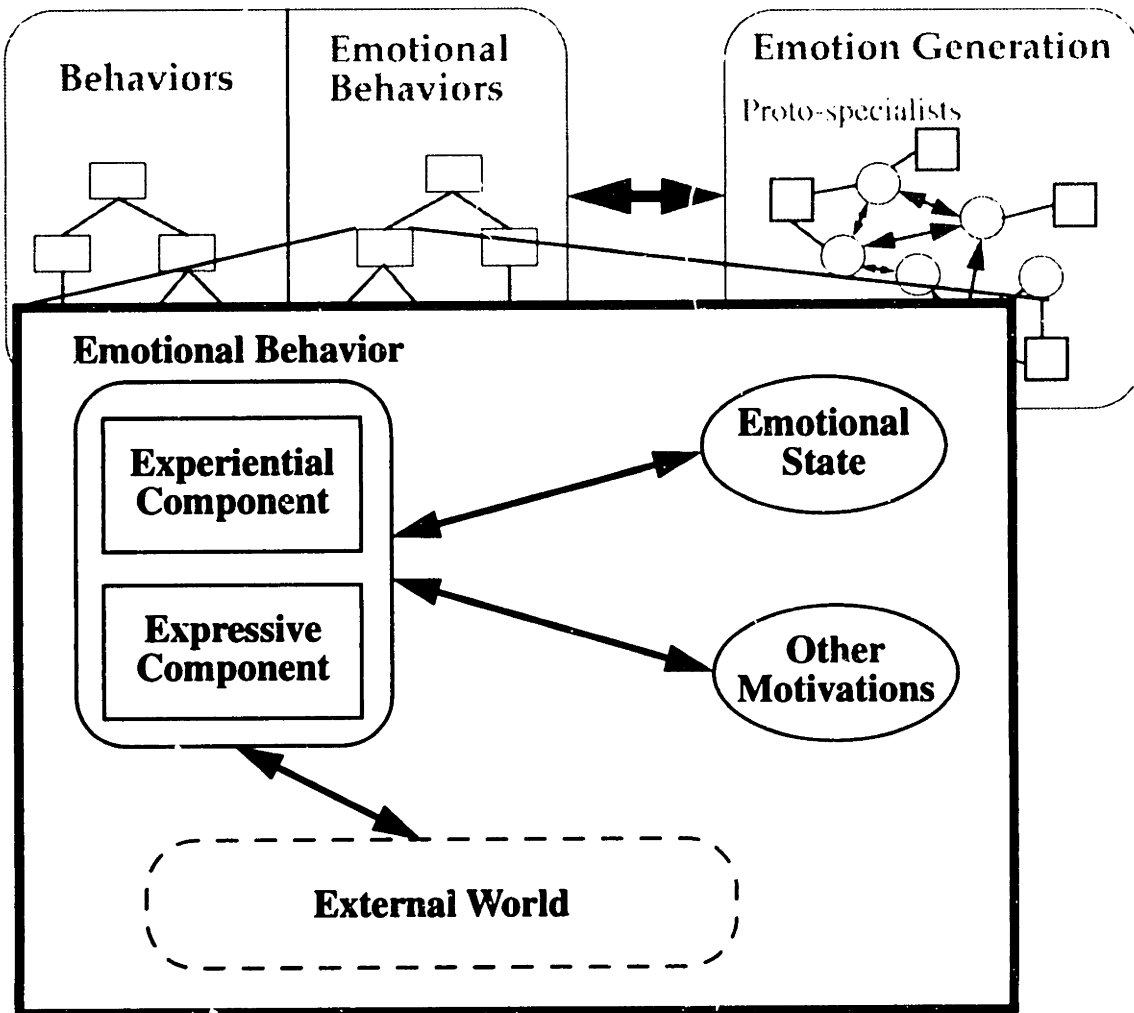 Behaviors
Emotional
Behaviors
Emotion Generation
Proto-specialists
Emotional Behavior
Experiential
Component
Expressive
Component
Emotional
State
Other
Motivations
External World